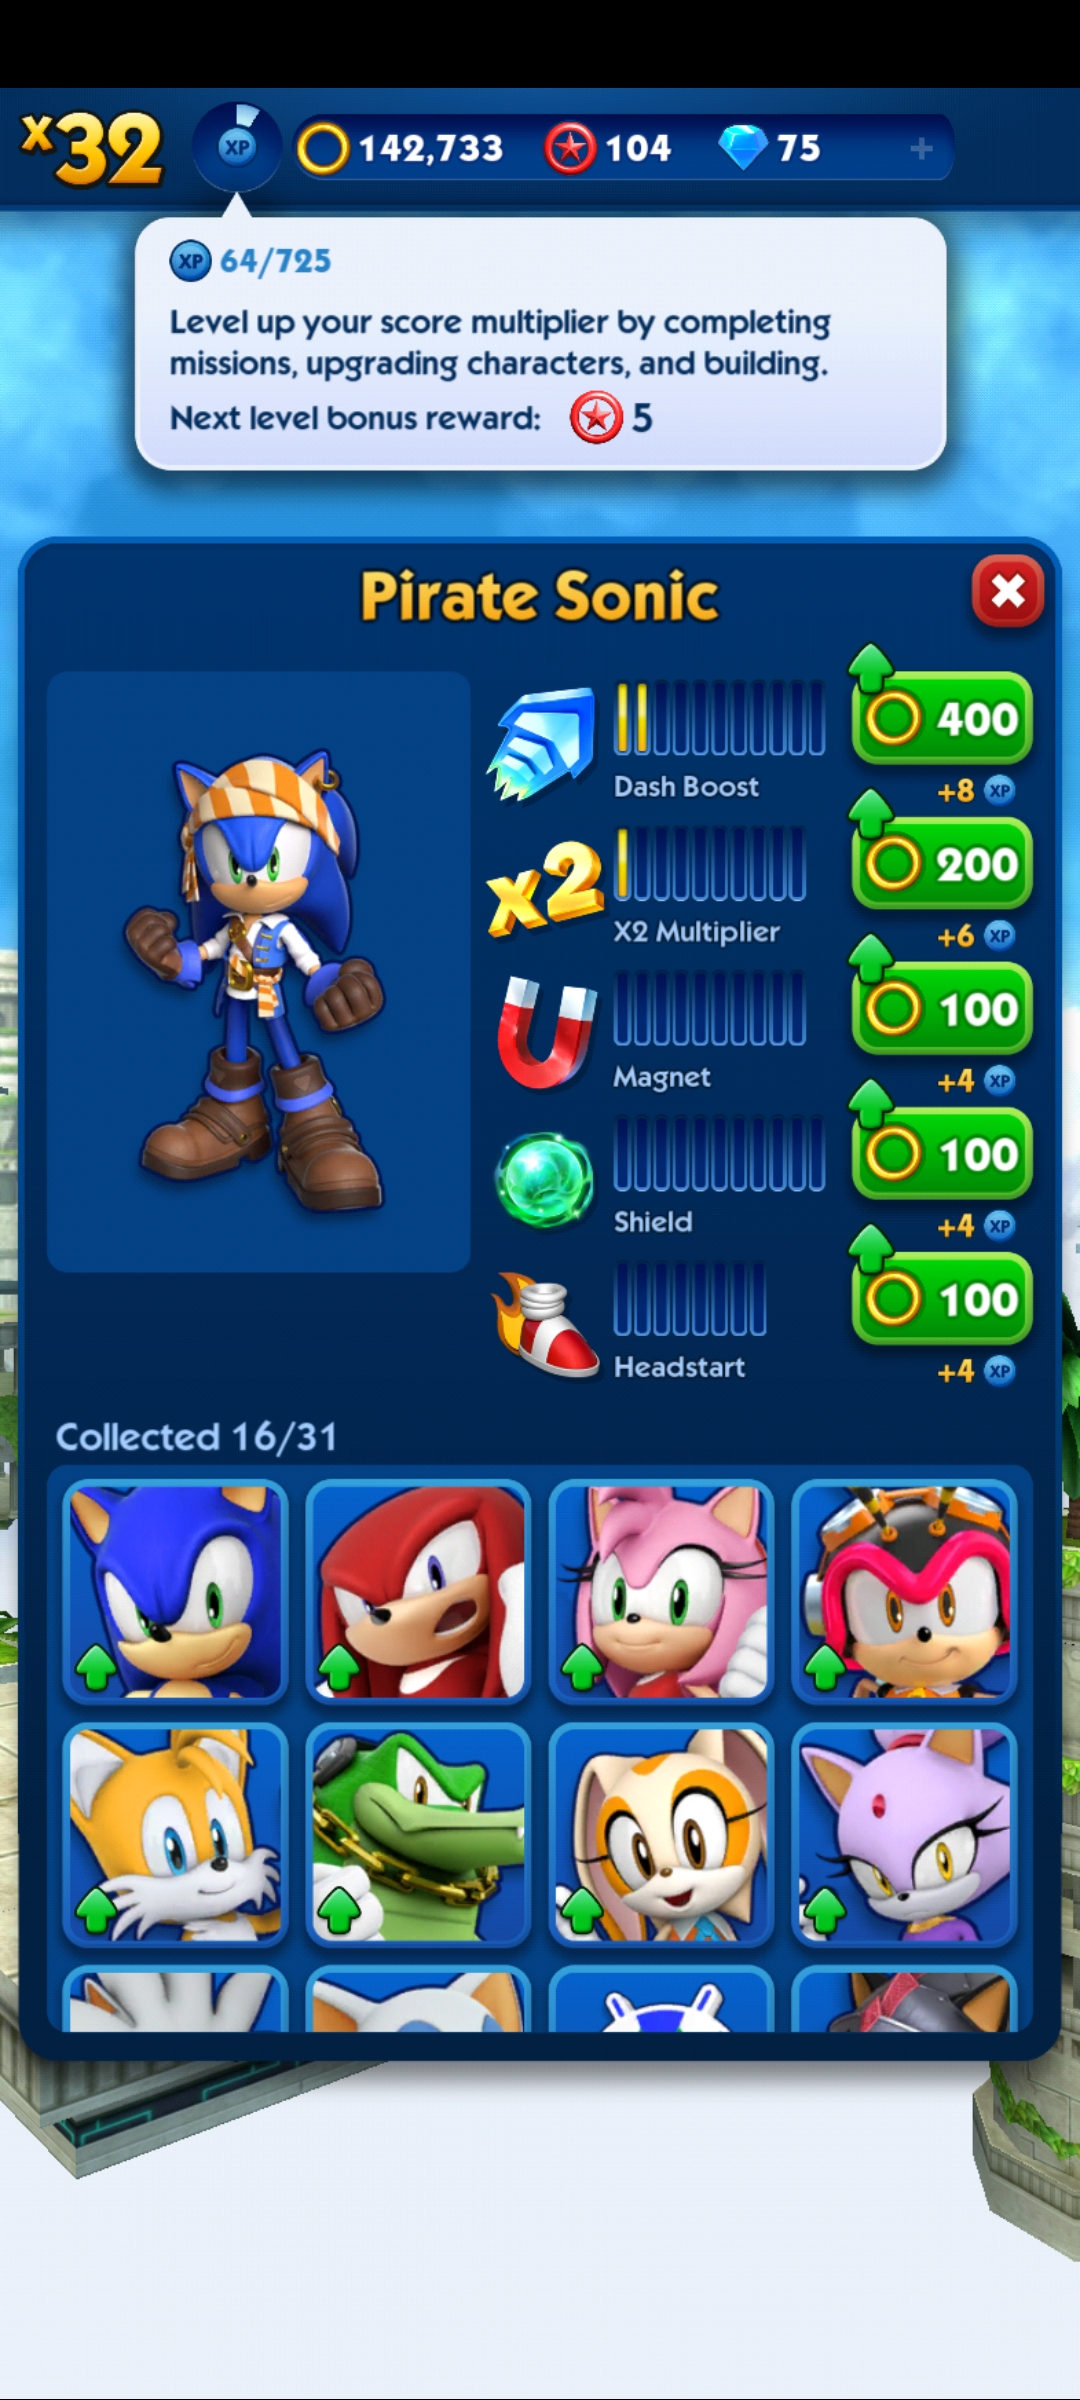 x32
XP
142,733
104
75
+
XP 64/725
Level up your score multiplier by completing
missions, upgrading characters, and building.
Next level bonus reward: 5
Pirate Sonic
400
Dash Boost
+8 XP
x2
200
X2 Multiplier
+6 XP
100
Magnet
+4 XP
100
Shield
+4 XP
100
Headstart
+4 XP
Collected 16/31